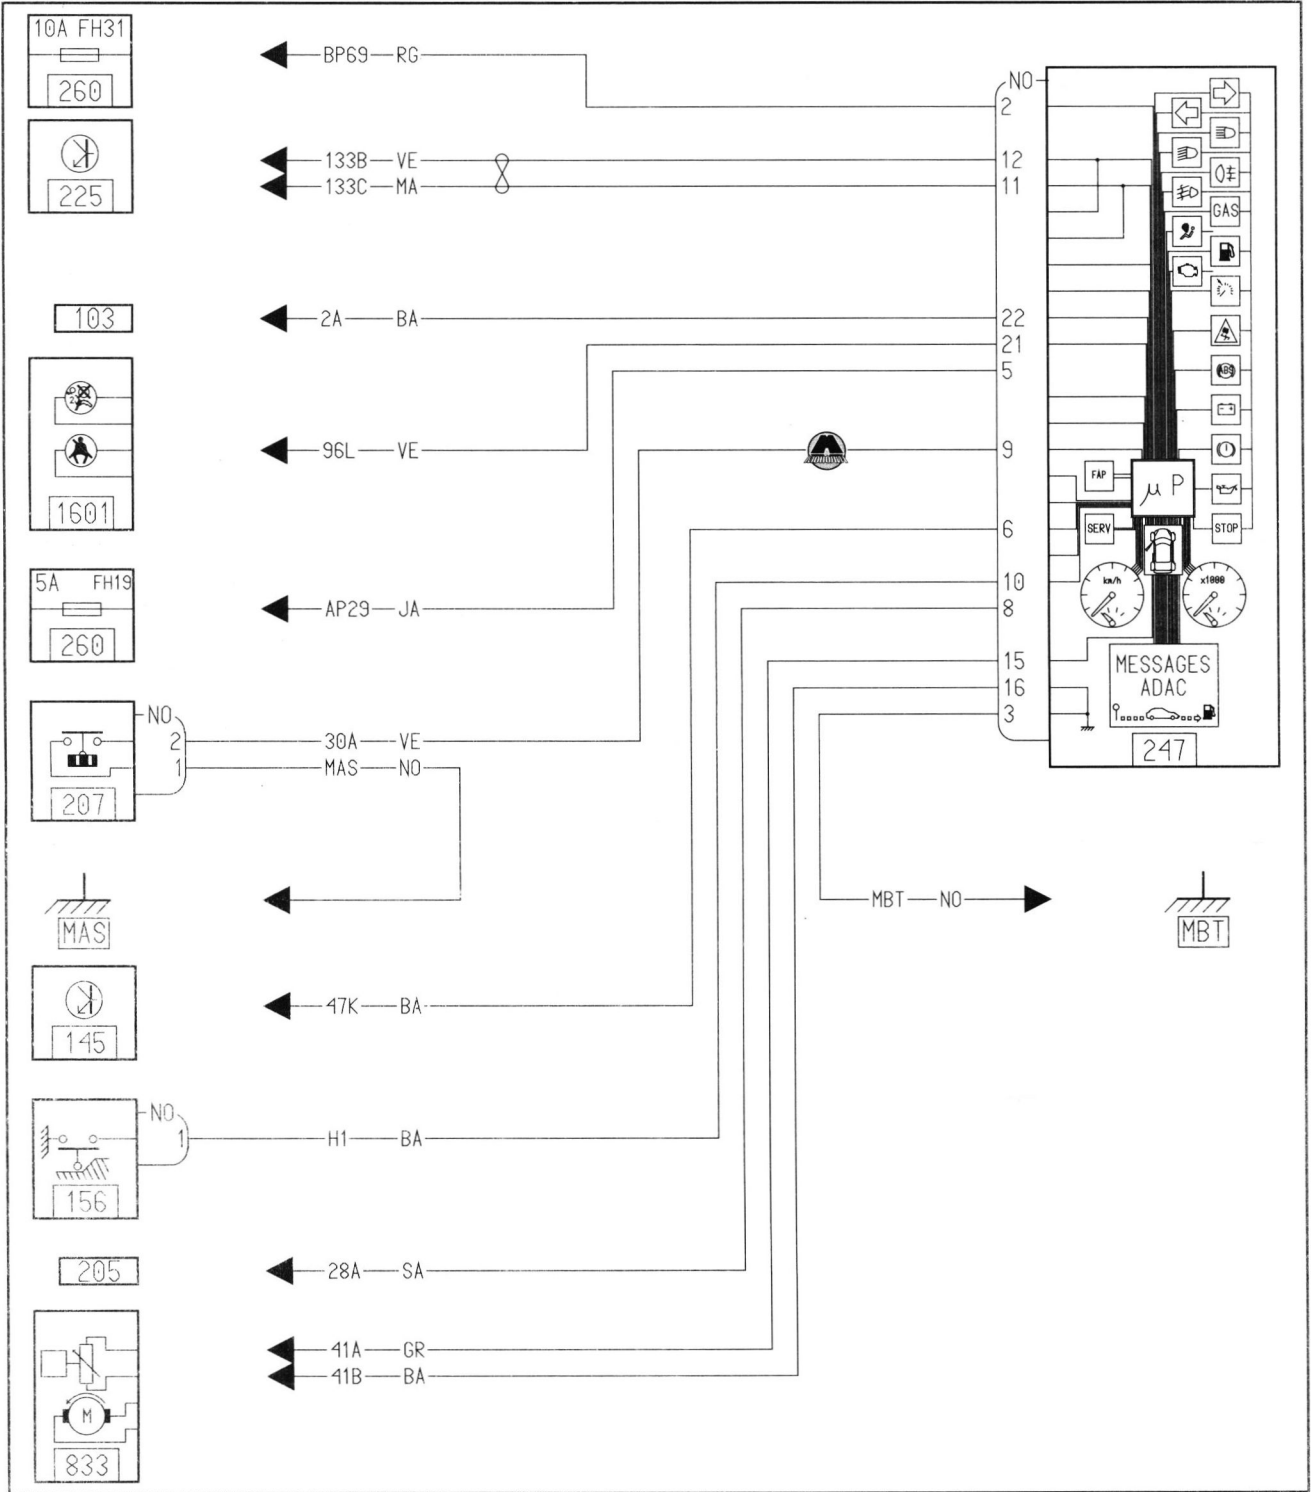 10A FH31
260
BP69 RG
NO
2
225
133B VE
12
133C MA
11
GAS
103
2A BA
22
21
5
ABS
1601
96L VE
9
FAP
µP
SERV
STOP
6
5A FH19
260
AP29 JA
10
8
km/h
x1000
15
16
3
MESSAGES
ADAC
247
207
NO
2
1
30A VE
MAS NO
MAS
MBT NO
MBT
145
47K BA
156
NO
1
H1 BA
205
28A SA
833
M
41A GR
41B BA